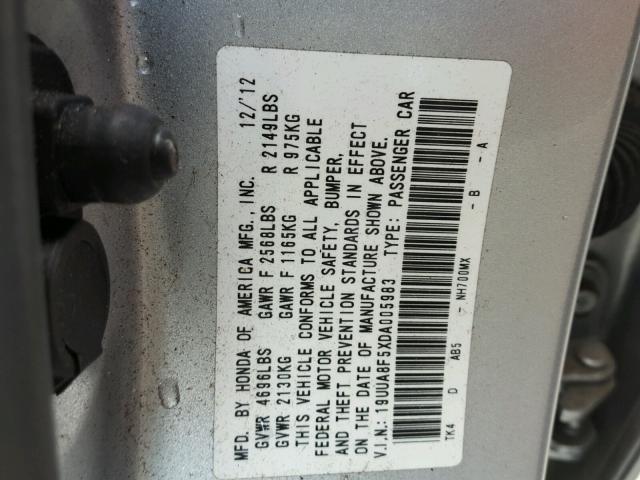 MFD. BY HONDA OF AMERICA MFG., INC. 12/'12
GVWR 4696LBS GAWR F 2568LBS R 2149LBS
GVWR 2130KG GAWR F 1165KG R 975KG
THIS VEHICLE CONFORMS TO ALL APPLICABLE
FEDERAL MOTOR VEHICLE SAFETY, BUMPER,
AND THEFT PREVENTION STANDARDS IN EFFECT
ON THE DATE OF MANUFACTURE SHOWN ABOVE.
V.I.N.: 19UUA8F5XDA005983 TYPE: PASSENGER CAR
TK4 D AB5 - NH700MX - B - A